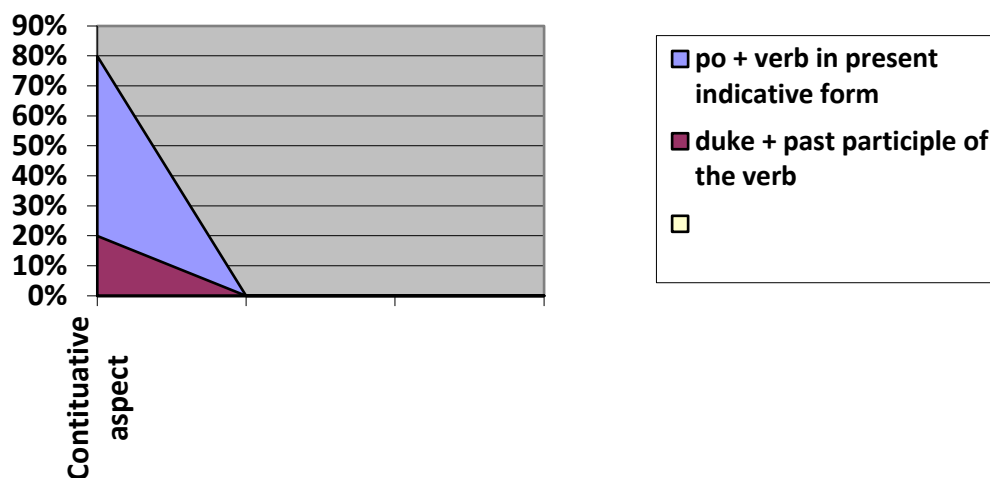 90%
80%
70%
60%
50%
40%
30%
20%
10%
0%
Contituative
aspect
po + verb in present
indicative form
duke + past participle of
the verb